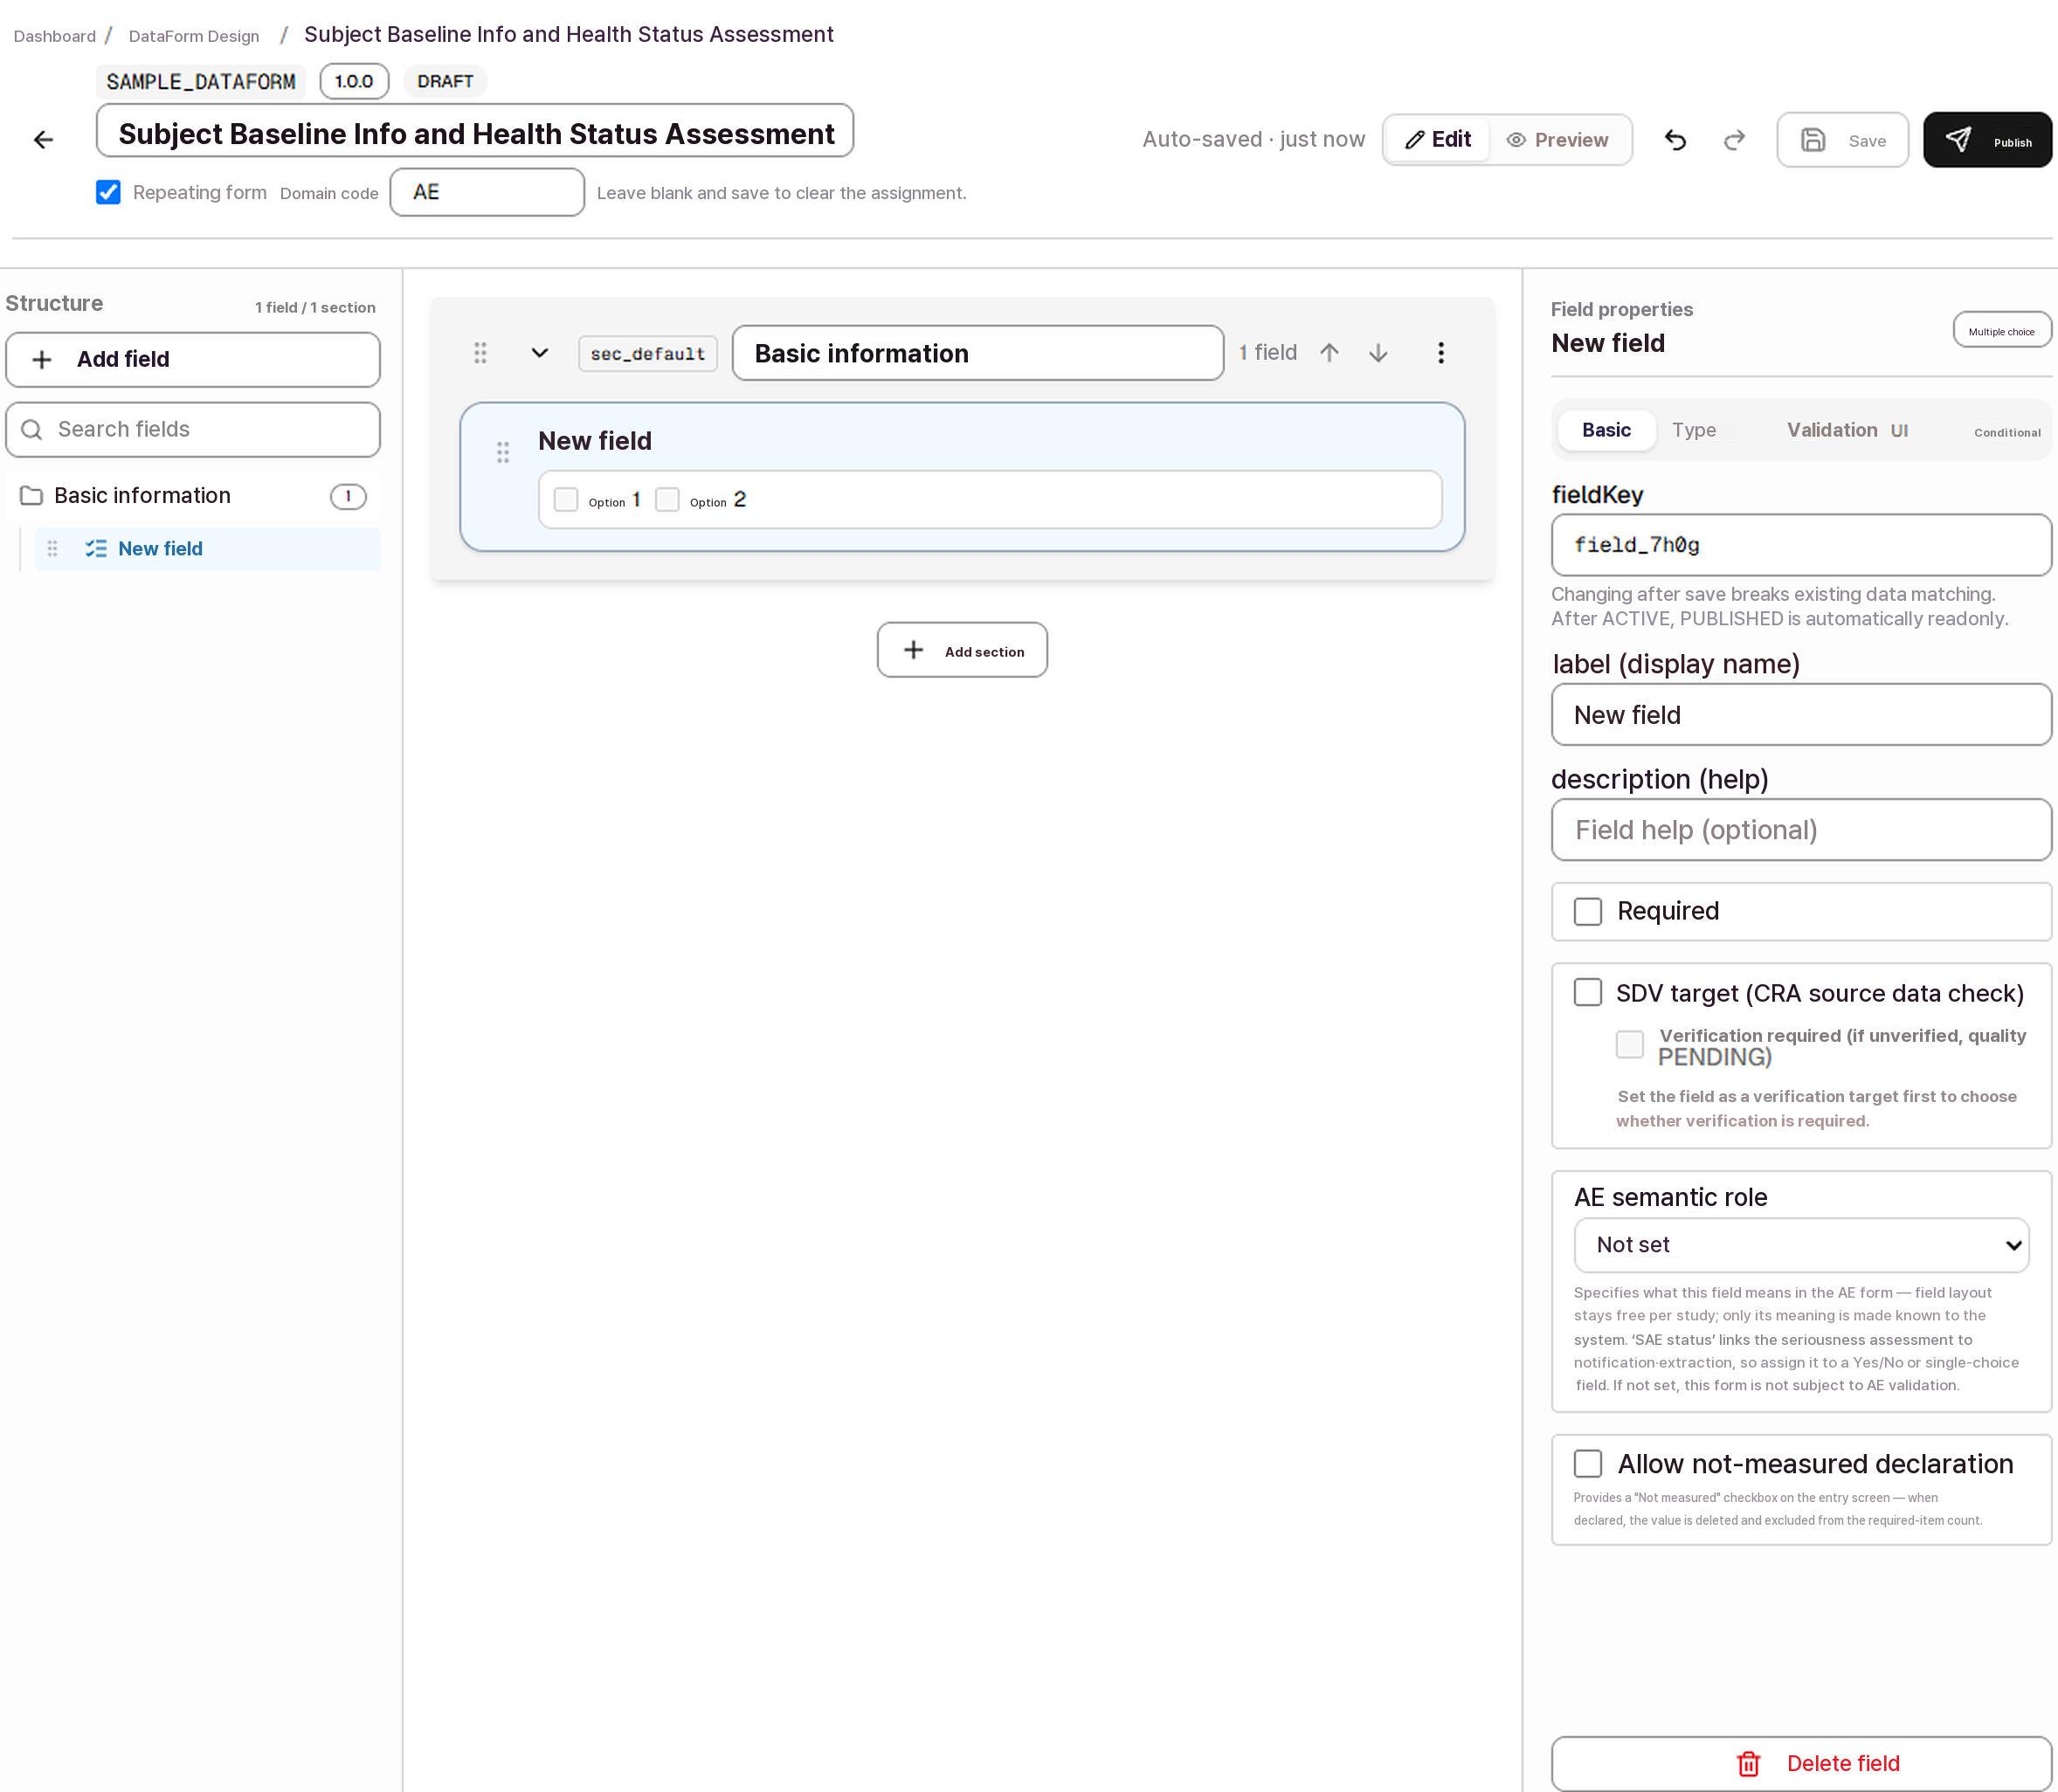 Dashboard / DataForm Design / Subject Baseline Info and Health Status Assessment
SAMPLE_DATAFORM 1.0.0 DRAFT
Subject Baseline Info and Health Status Assessment
Auto-saved · just now Edit Preview Save Publish
Repeating form Domain code AE Leave blank and save to clear the assignment.
Structure 1 field / 1 section
Add field
Search fields
Basic information 1
New field
sec_default Basic information 1 field
New field
Option 1 Option 2
Add section
Field properties
New field
Multiple choice
Basic Type Validation UI Conditional
fieldKey
field_7h0g
Changing after save breaks existing data matching.
After ACTIVE, PUBLISHED is automatically readonly.
label (display name)
New field
description (help)
Field help (optional)
Required
SDV target (CRA source data check)
Verification required (if unverified, quality
PENDING)
Set the field as a verification target first to choose
whether verification is required.
AE semantic role
Not set
Specifies what this field means in the AE form — field layout
stays free per study; only its meaning is made known to the
system. ‘SAE status’ links the seriousness assessment to
notification·extraction, so assign it to a Yes/No or single-choice
field. If not set, this form is not subject to AE validation.
Allow not-measured declaration
Provides a "Not measured" checkbox on the entry screen — when
declared, the value is deleted and excluded from the required-item count.
Delete field